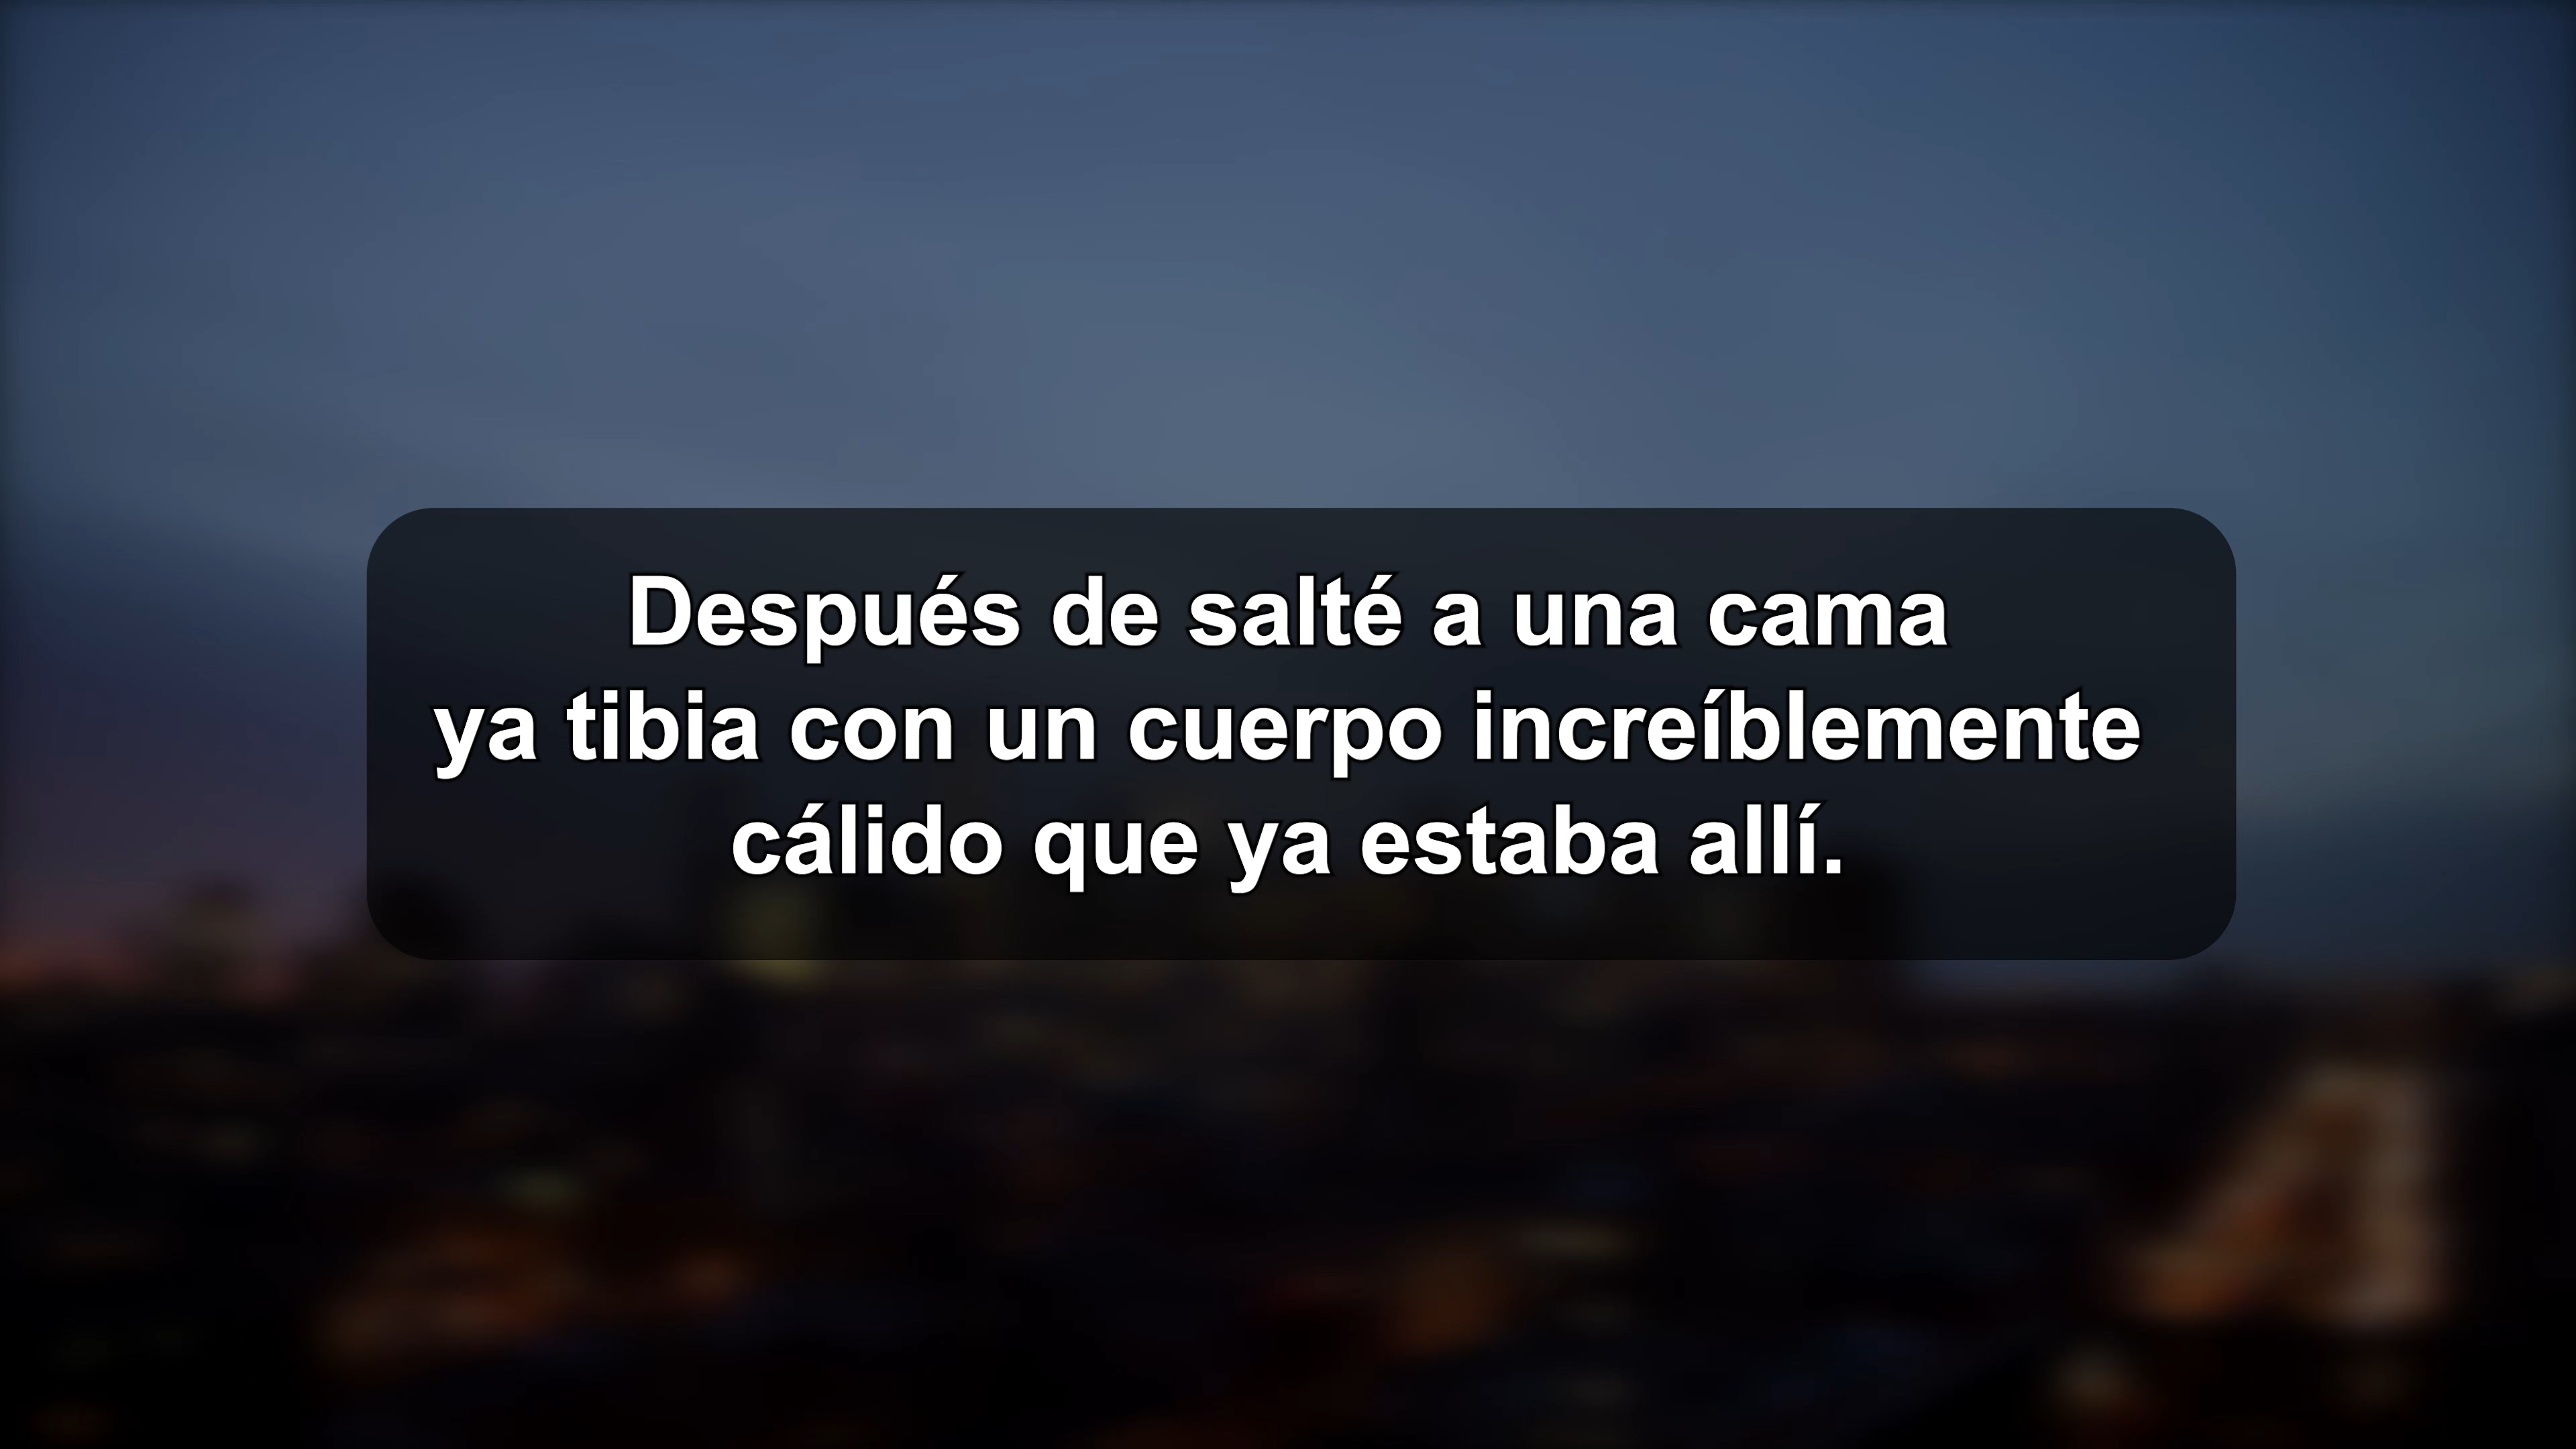 Después de salté a una cama
ya tibia con un cuerpo increíblemente
cálido que ya estaba allí.